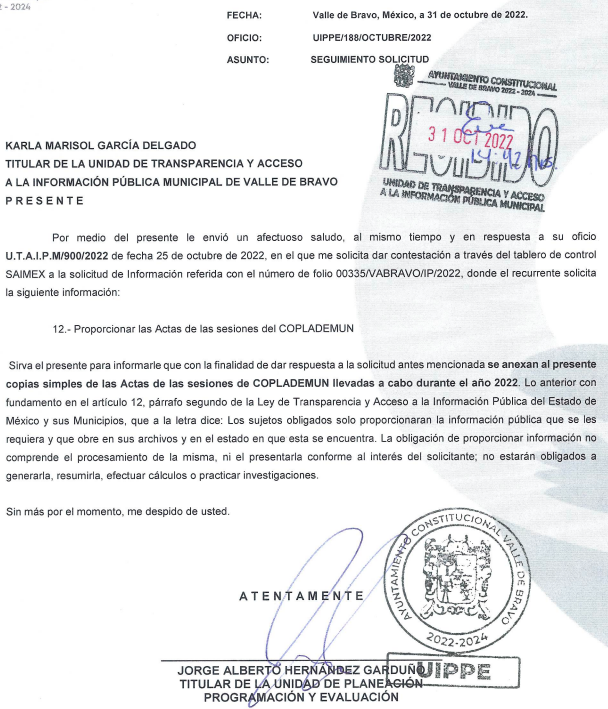 2 - 2024
FECHA: Valle de Bravo, México, a 31 de octubre de 2022.
OFICIO: UIPPE/188/OCTUBRE/2022
ASUNTO: SEGUIMIENTO SOLICITUD
AYUNTAMIENTO CONSTITUCIONAL
VALLE DE BRAVO 2022 - 2024
RECIBIDO
31 OCT 2022
14:42 hrs.
UNIDAD DE TRANSPARENCIA Y ACCESO
A LA INFORMACIÓN PÚBLICA MUNICIPAL
KARLA MARISOL GARCÍA DELGADO
TITULAR DE LA UNIDAD DE TRANSPARENCIA Y ACCESO
A LA INFORMACIÓN PÚBLICA MUNICIPAL DE VALLE DE BRAVO
P R E S E N T E
Por medio del presente le envió un afectuoso saludo, al mismo tiempo y en respuesta a su oficio
U.T.A.I.P.M/900/2022 de fecha 25 de octubre de 2022, en el que me solicita dar contestación a través del tablero de control
SAIMEX a la solicitud de Información referida con el número de folio 00335/VABRAVO/IP/2022, donde el recurrente solicita
la siguiente información:
12.- Proporcionar las Actas de las sesiones del COPLADEMUN
Sirva el presente para informarle que con la finalidad de dar respuesta a la solicitud antes mencionada se anexan al presente
copias simples de las Actas de las sesiones de COPLADEMUN llevadas a cabo durante el año 2022. Lo anterior con
fundamento en el artículo 12, párrafo segundo de la Ley de Transparencia y Acceso a la Información Pública del Estado de
México y sus Municipios, que a la letra dice: Los sujetos obligados solo proporcionaran la información pública que se les
requiera y que obre en sus archivos y en el estado en que esta se encuentra. La obligación de proporcionar información no
comprende el procesamiento de la misma, ni el presentarla conforme al interés del solicitante; no estarán obligados a
generarla, resumirla, efectuar cálculos o practicar investigaciones.
Sin más por el momento, me despido de usted.
A T E N T A M E N T E
AYUNTAMIENTO CONSTITUCIONAL VALLE DE BRAVO
2022-2024
UIPPE
JORGE ALBERTO HERNÁNDEZ GARDUÑO
TITULAR DE LA UNIDAD DE PLANEACIÓN
PROGRAMACIÓN Y EVALUACIÓN